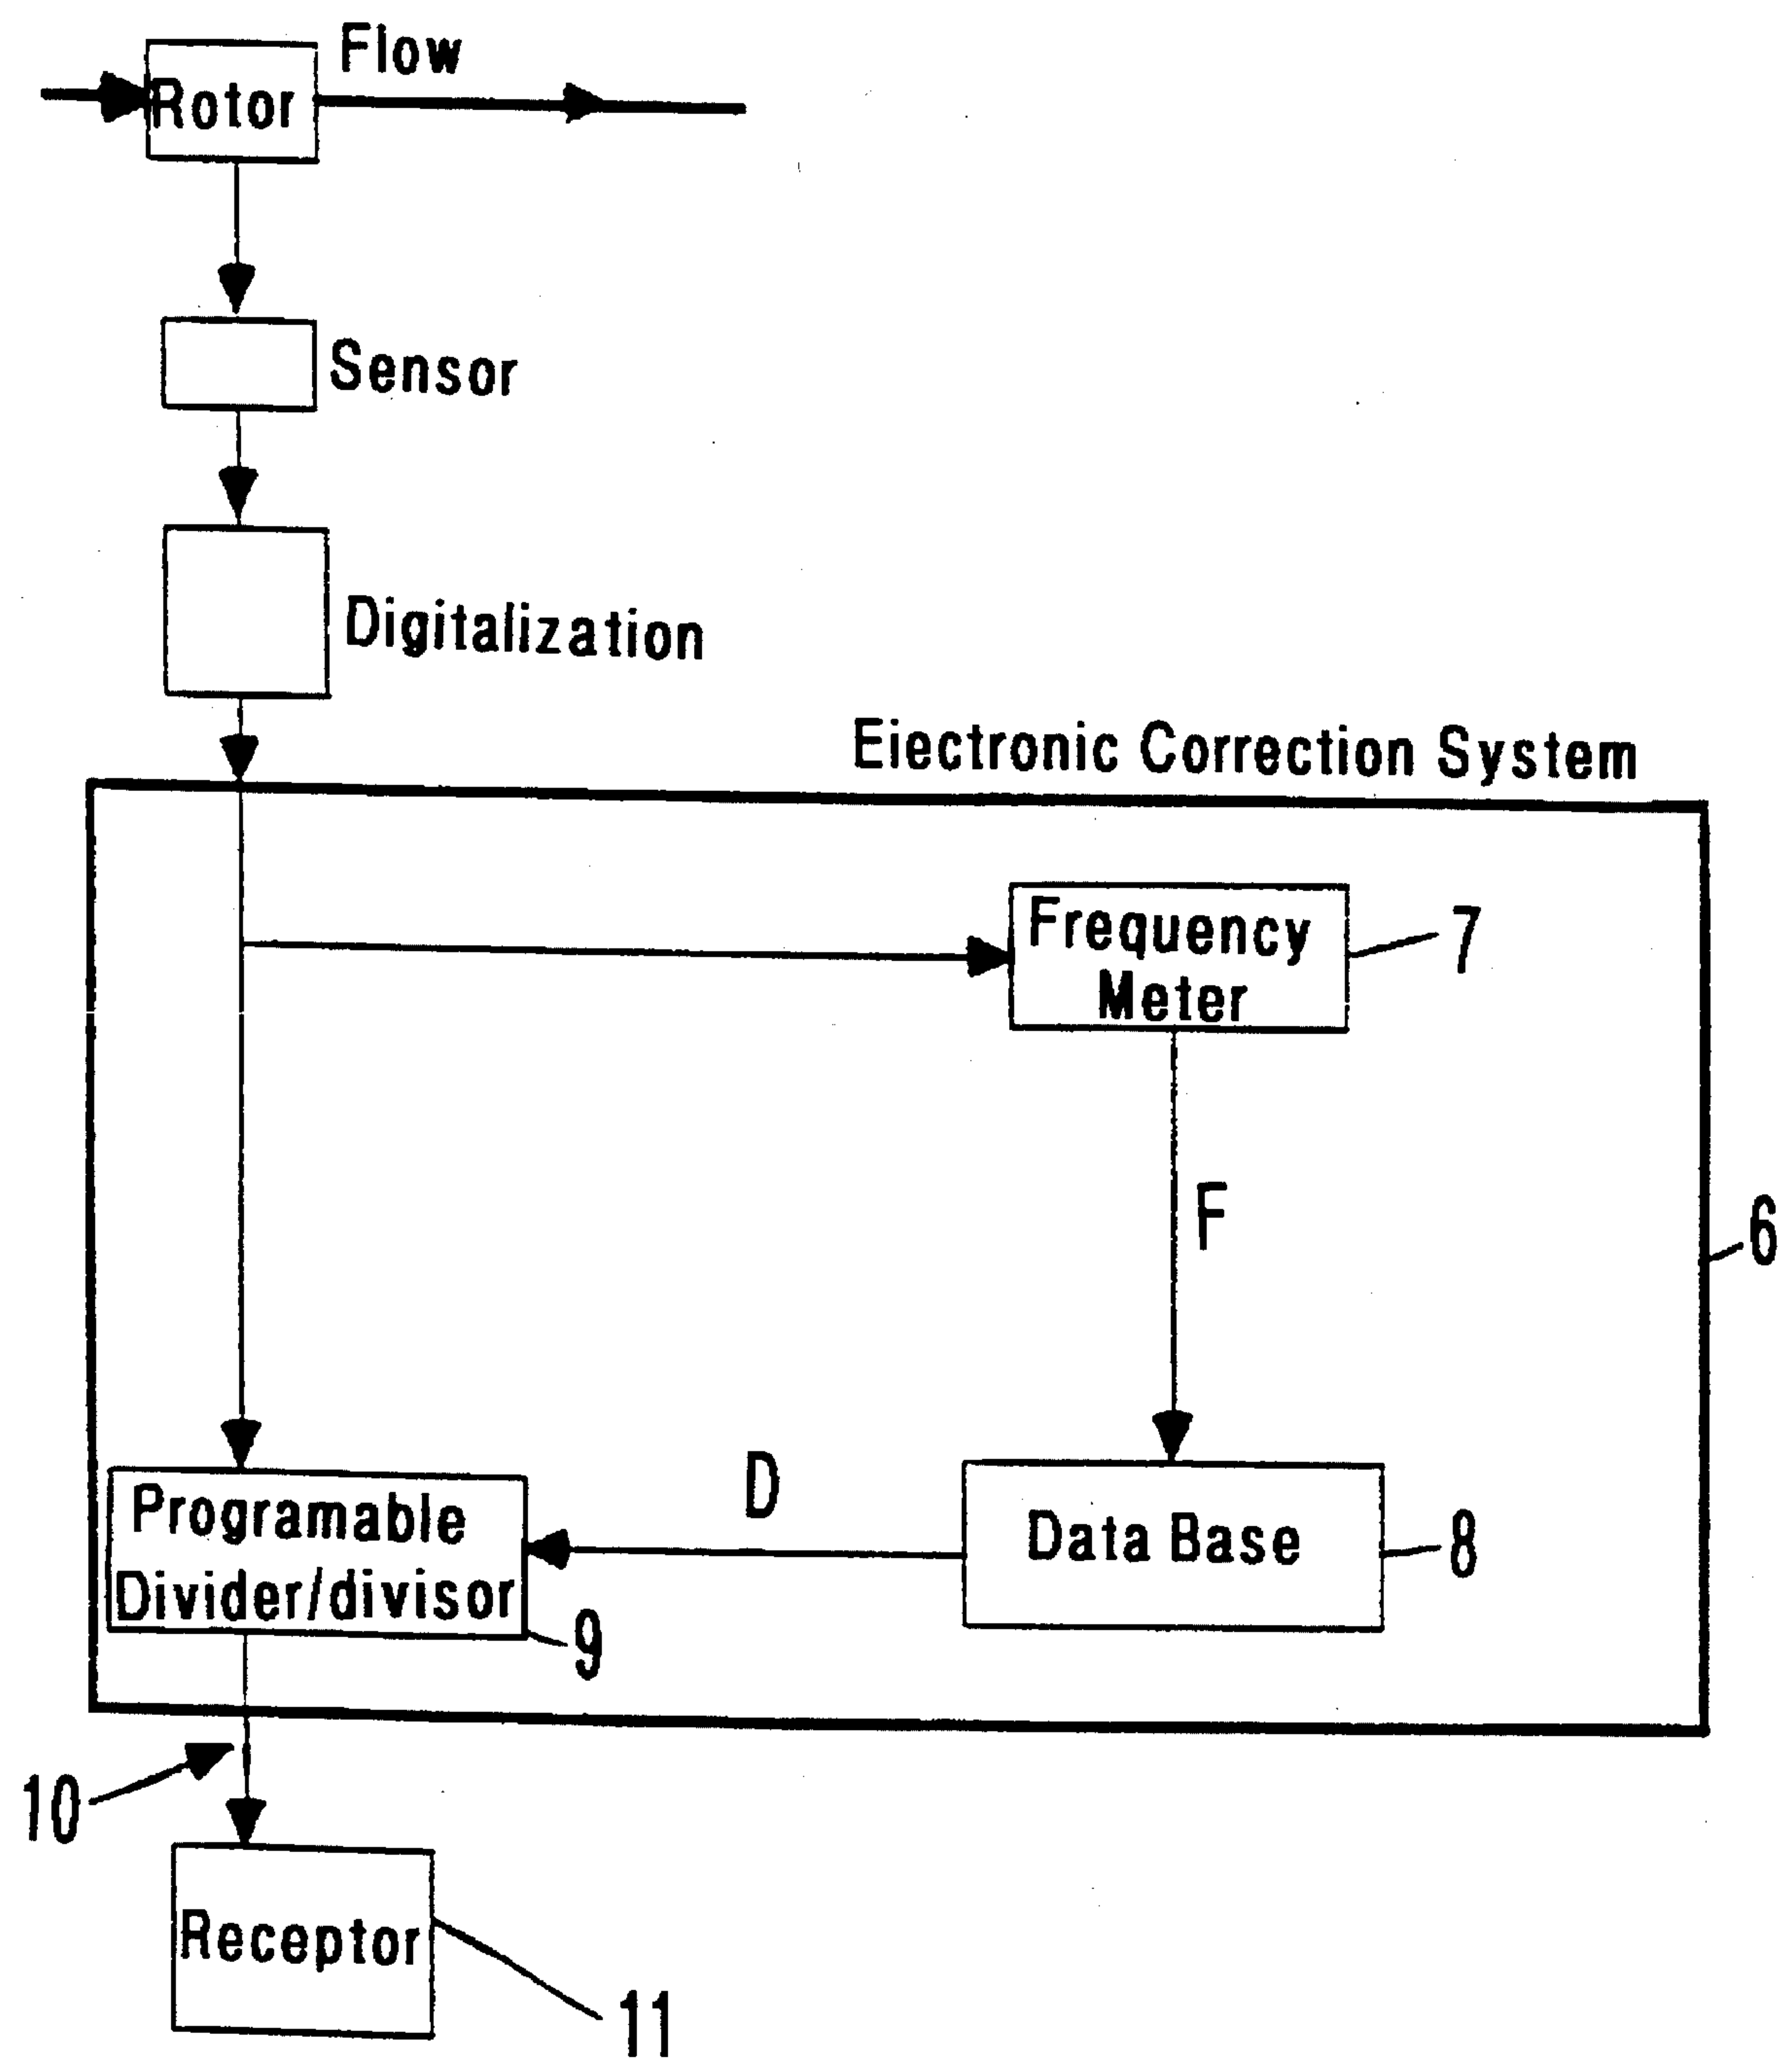 Flow
Rotor
Sensor
Digitalization
Eiectronic Correction System
Frequency
Meter
7
F
6
D
Programable
Divider/divisor
Data Base
8
9
10
Receptor
11